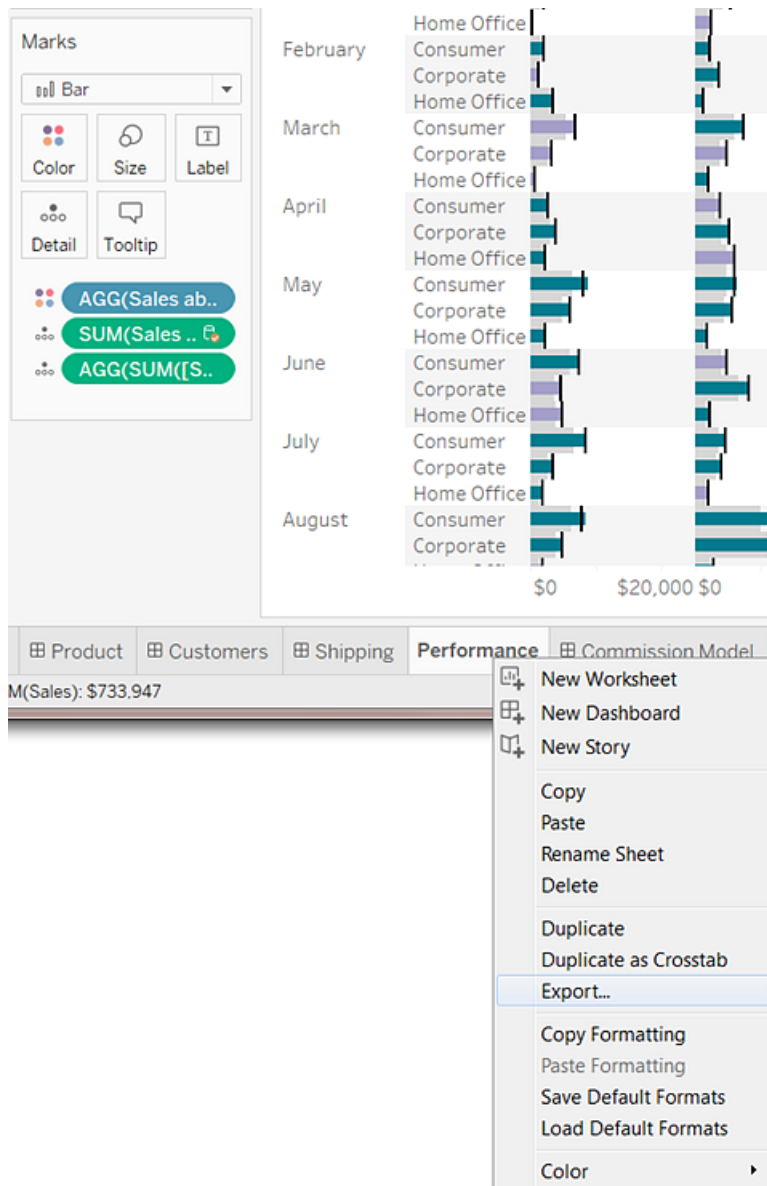 Marks
Bar
Color Size Label
Detail Tooltip
AGG(Sales ab..
SUM(Sales ..
AGG(SUM([S..
Home Office
February Consumer
Corporate
Home Office
March Consumer
Corporate
Home Office
April Consumer
Corporate
Home Office
May Consumer
Corporate
Home Office
June Consumer
Corporate
Home Office
July Consumer
Corporate
Home Office
August Consumer
Corporate
$0 $20,000 $0
Product Customers Shipping Performance Commission Model
M(Sales): $733,947
New Worksheet
New Dashboard
New Story
Copy
Paste
Rename Sheet
Delete
Duplicate
Duplicate as Crosstab
Export...
Copy Formatting
Paste Formatting
Save Default Formats
Load Default Formats
Color